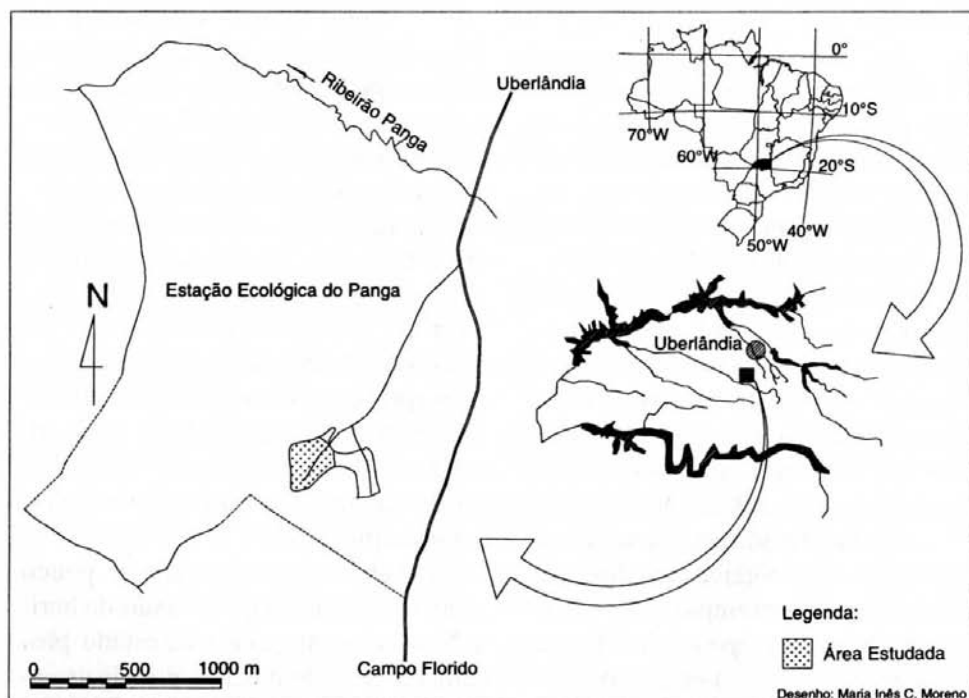 Ribeirão Panga
Uberlândia
0°
10°S
20°S
70°W
60°W
50°W
40°W
Estação Ecológica do Panga
N
Uberlândia
Legenda:
Área Estudada
0 500 1000 m
Campo Florido
Desenho: Maria Inês C. Moreno